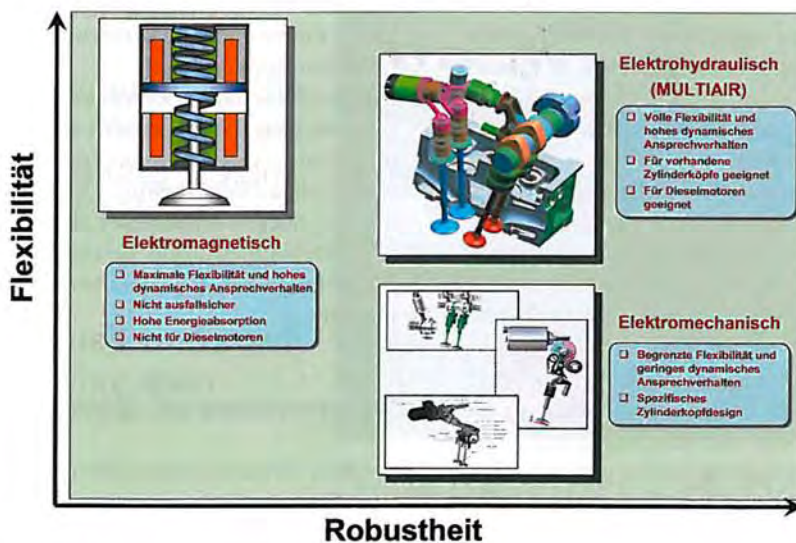 Flexibilität
Elektromagnetisch
Maximale Flexibilität und hohes
dynamisches Ansprechverhalten
Nicht ausfallsicher
Hohe Energieabsorption
Nicht für Dieselmotoren
Elektrohydraulisch
(MULTIAIR)
Volle Flexibilität und
hohes dynamisches
Ansprechverhalten
Für vorhandene
Zylinderköpfe geeignet
Für Dieselmotoren
geeignet
Elektromechanisch
Begrenzte Flexibilität und
geringes dynamisches
Ansprechverhalten
Spezifisches
Zylinderkopfdesign
Robustheit